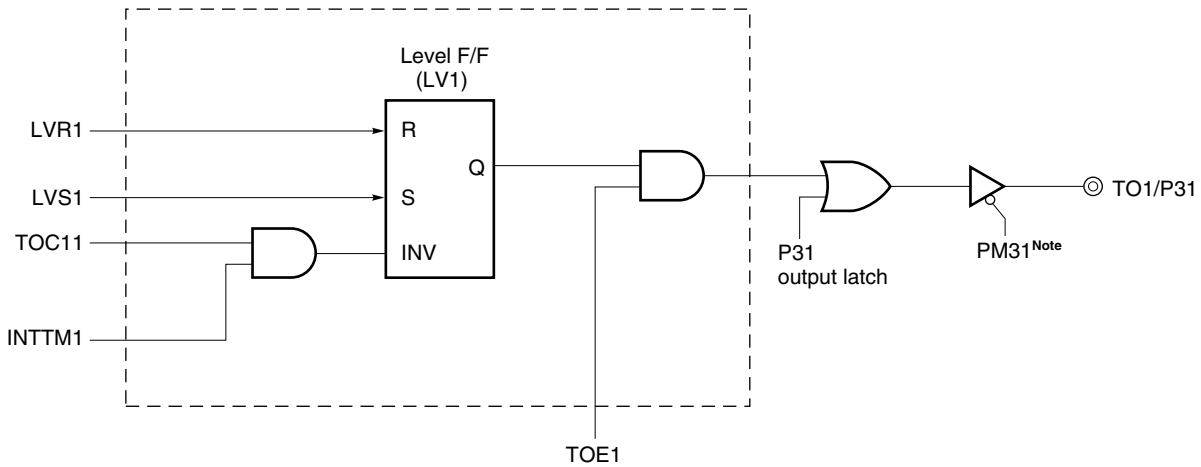 Level F/F
(LV1)
LVR1
R
Q
TO1/P31
LVS1
S
TOC11
INV
P31
output latch
PM31Note
INTTM1
TOE1